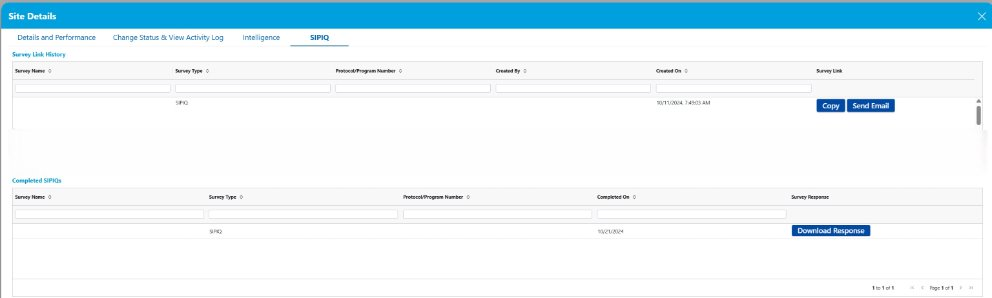 Site Details
Details and Performance Change Status & View Activity Log Intelligence SIPIQ
Survey Link History
Survey Name Survey Type Protocol/Program Number Created By Created On Survey Link
SIPIQ 10/11/2024, 7:49:03 AM Copy Send Email
Completed SIPIQs
Survey Name Survey Type Protocol/Program Number Completed On Survey Response
SIPIQ 10/21/2024 Download Response
1 to 1 of 1 Page 1 of 1